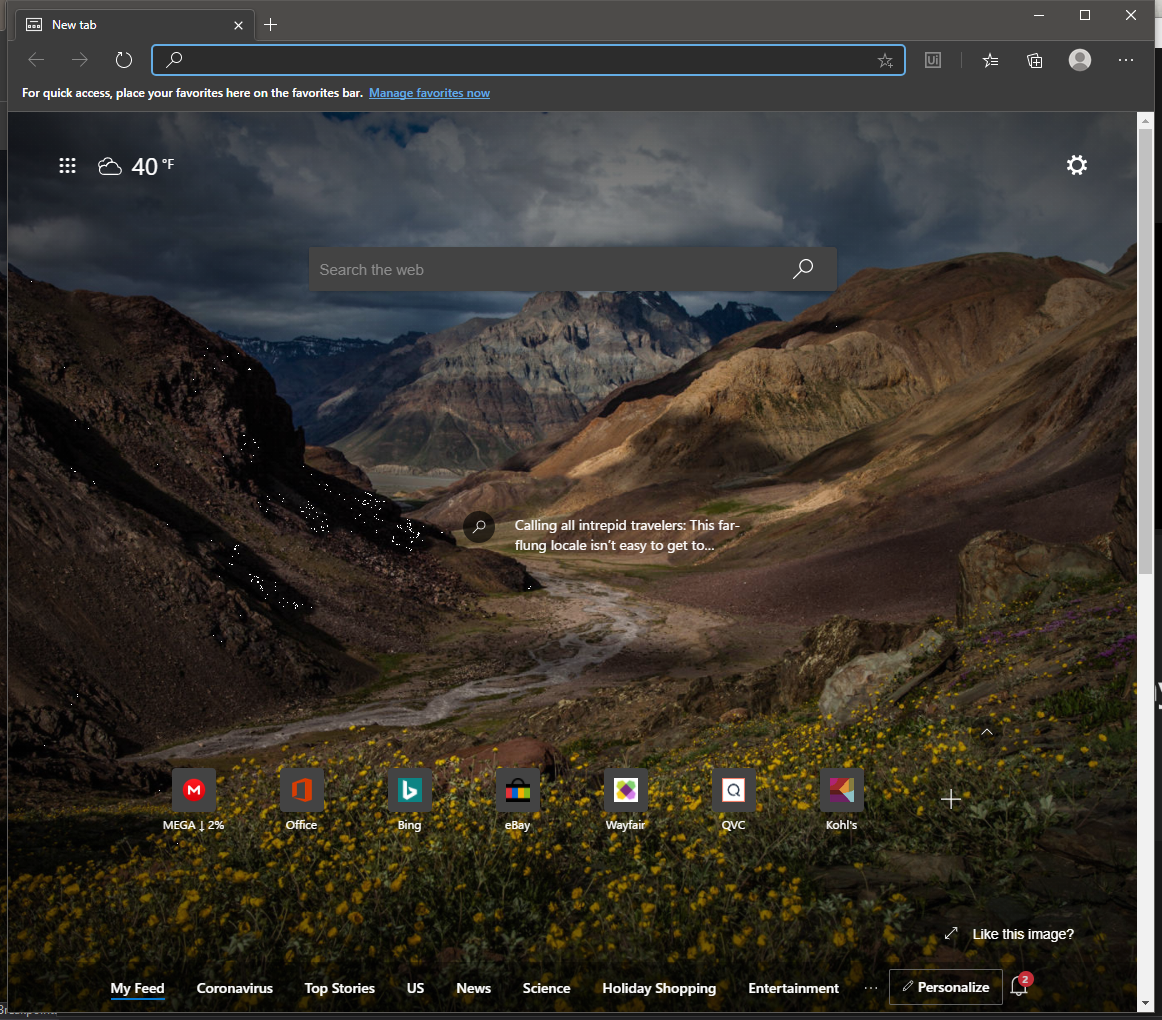 New tab
Ui
For quick access, place your favorites here on the favorites bar. Manage favorites now
40 °F
Search the web
Calling all intrepid travelers: This far-
flung locale isn't easy to get to...
MEGA ↓ 2%
Office
Bing
eBay
Wayfair
QVC
Kohl's
Like this image?
My Feed
Coronavirus
Top Stories
US
News
Science
Holiday Shopping
Entertainment
...
Personalize
2